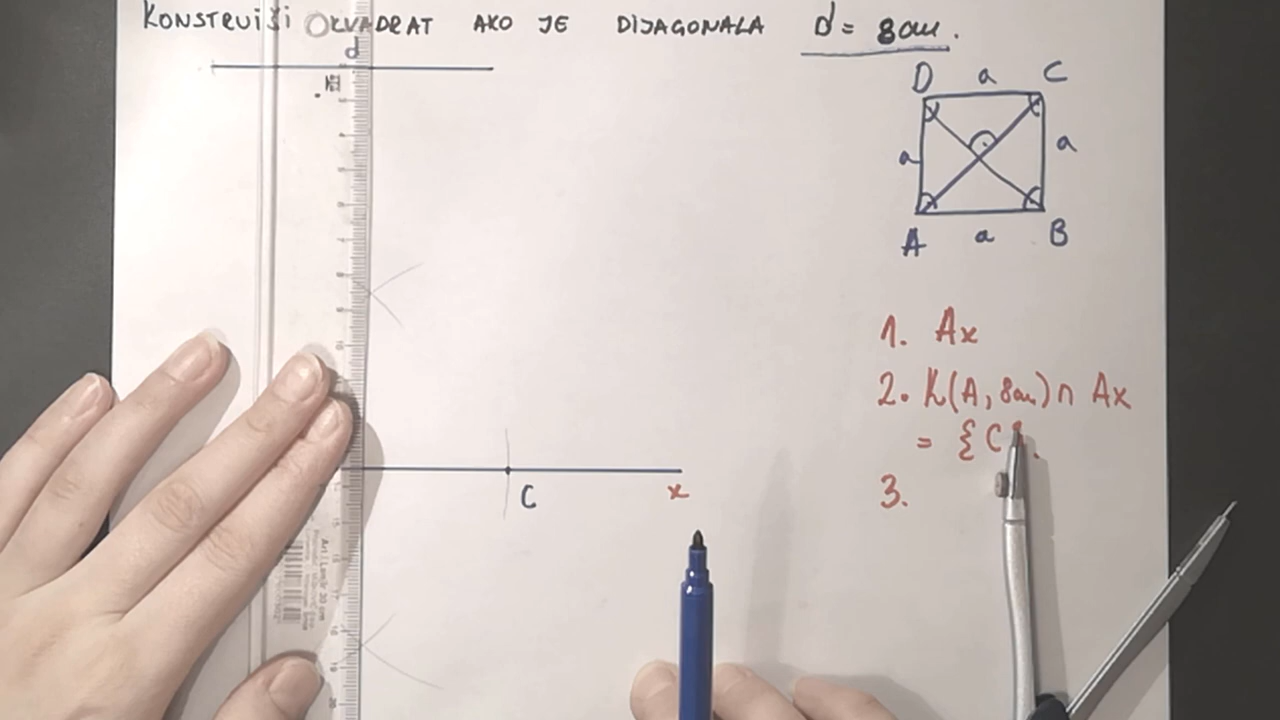 KONSTRUIŠI KVADRAT AKO JE DIJAGONALA d = 8cm.
d
D a C
a a
A a B
1. Ax
2. K(A, 8cm) ∩ Ax
= { C
3.
C x